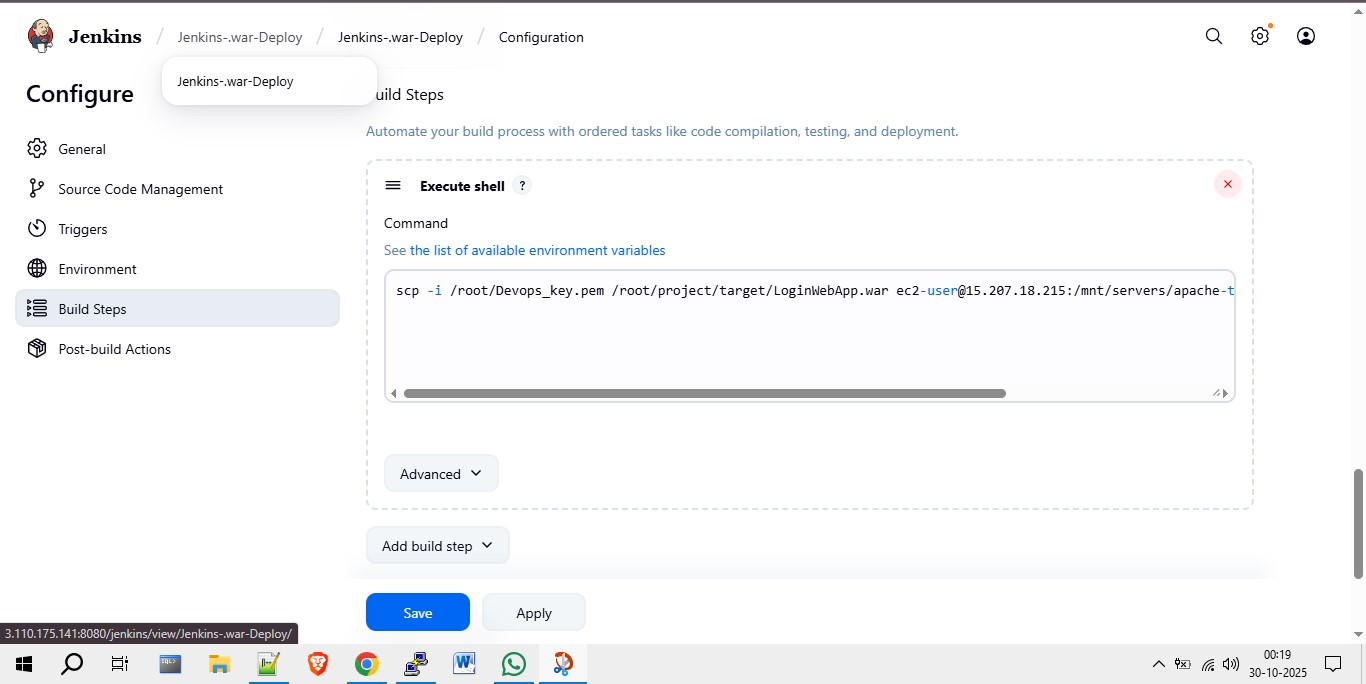 Jenkins / Jenkins-.war-Deploy / Jenkins-.war-Deploy / Configuration
Jenkins-.war-Deploy
Configure
General
Source Code Management
Triggers
Environment
Build Steps
Post-build Actions
uild Steps
Automate your build process with ordered tasks like code compilation, testing, and deployment.
Execute shell ?
Command
See the list of available environment variables
scp -i /root/Devops_key.pem /root/project/target/LoginWebApp.war ec2-user@15.207.18.215:/mnt/servers/apache-t
Advanced
Add build step
Save
Apply
3.110.175.141:8080/jenkins/view/Jenkins-.war-Deploy/
00:19
30-10-2025